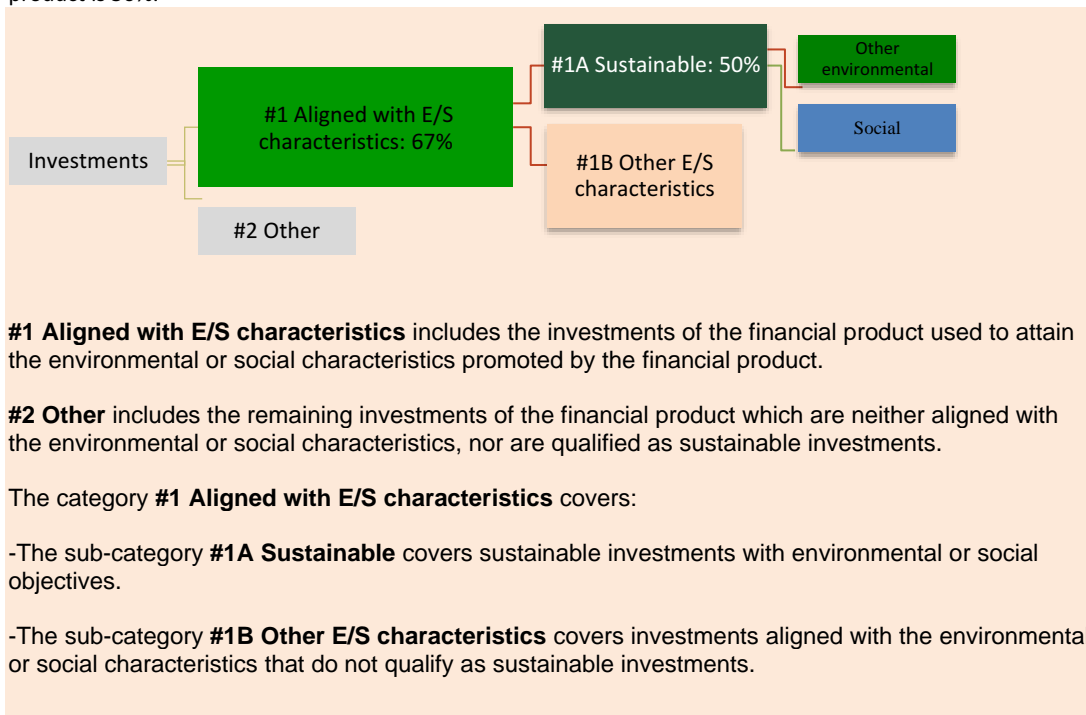 #1A Sustainable: 50%
Other
environmental
#1 Aligned with E/S
characteristics: 67%
Social
Investments
#1B Other E/S
characteristics
#2 Other
#1 Aligned with E/S characteristics includes the investments of the financial product used to attain
the environmental or social characteristics promoted by the financial product.
#2 Other includes the remaining investments of the financial product which are neither aligned with
the environmental or social characteristics, nor are qualified as sustainable investments.
The category #1 Aligned with E/S characteristics covers:
-The sub-category #1A Sustainable covers sustainable investments with environmental or social
objectives.
-The sub-category #1B Other E/S characteristics covers investments aligned with the environmenta
or social characteristics that do not qualify as sustainable investments.